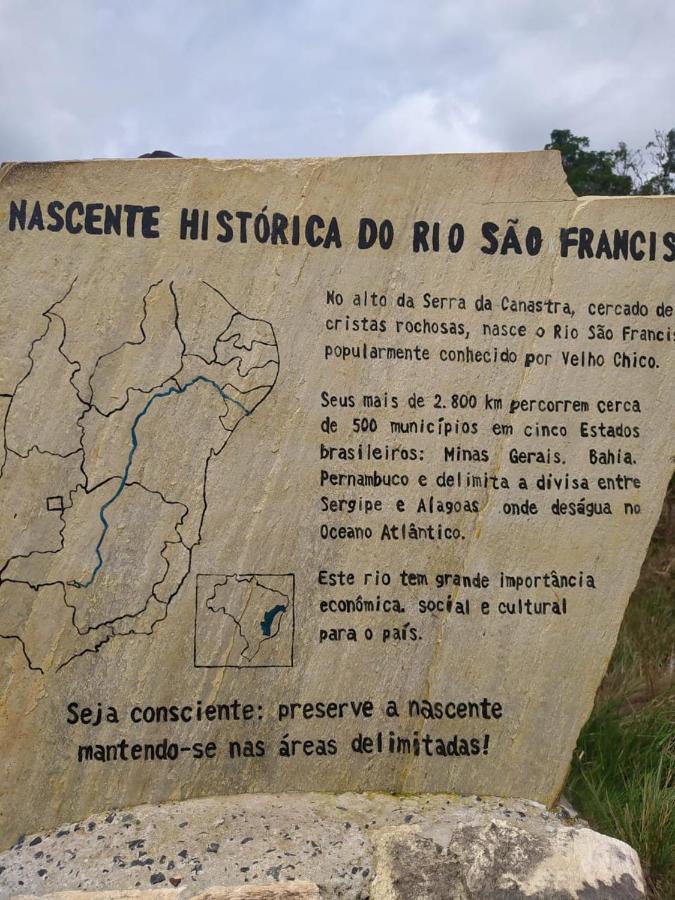 NASCENTE HISTÓRICA DO RIO SÃO FRANCIS
No alto da Serra da Canastra, cercado de
cristas rochosas, nasce o Rio São Francis
popularmente conhecido por Velho Chico.
Seus mais de 2.800 km percorrem cerca
de 500 municípios em cinco Estados
brasileiros: Minas Gerais. Bahia.
Pernambuco e delimita a divisa entre
Sergipe e Alagoas onde deságua no
Oceano Atlântico.
Este rio tem grande importância
econômica. social e cultural
para o país.
Seja consciente: preserve a nascente
mantendo-se nas áreas delimitadas!